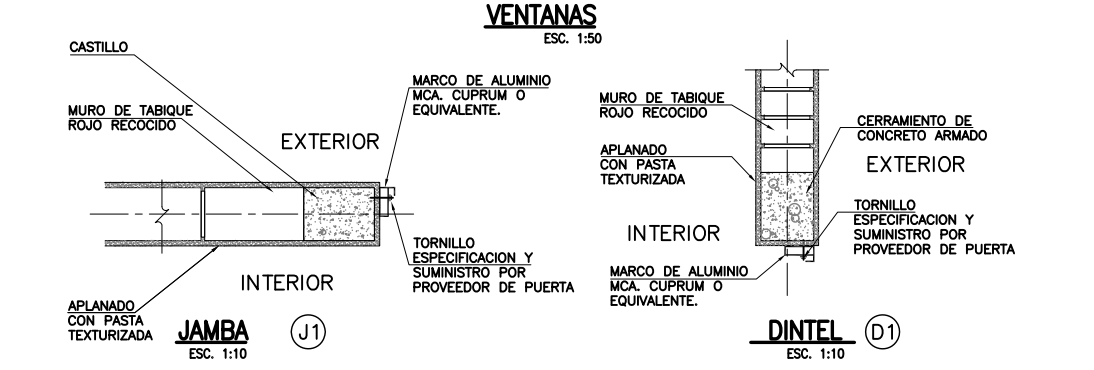 VENTANAS
ESC. 1:50
CASTILLO
MURO DE TABIQUE
ROJO RECOCIDO
EXTERIOR
MARCO DE ALUMINIO
MCA. CUPRUM O
EQUIVALENTE.
TORNILLO
ESPECIFICACION Y
SUMINISTRO POR
PROVEEDOR DE PUERTA
INTERIOR
APLANADO
CON PASTA
TEXTURIZADA
JAMBA J1
ESC. 1:10
MURO DE TABIQUE
ROJO RECOCIDO
APLANADO
CON PASTA
TEXTURIZADA
CERRAMIENTO DE
CONCRETO ARMADO
EXTERIOR
INTERIOR
TORNILLO
ESPECIFICACION Y
SUMINISTRO POR
PROVEEDOR DE PUERTA
MARCO DE ALUMINIO
MCA. CUPRUM O
EQUIVALENTE.
DINTEL D1
ESC. 1:10